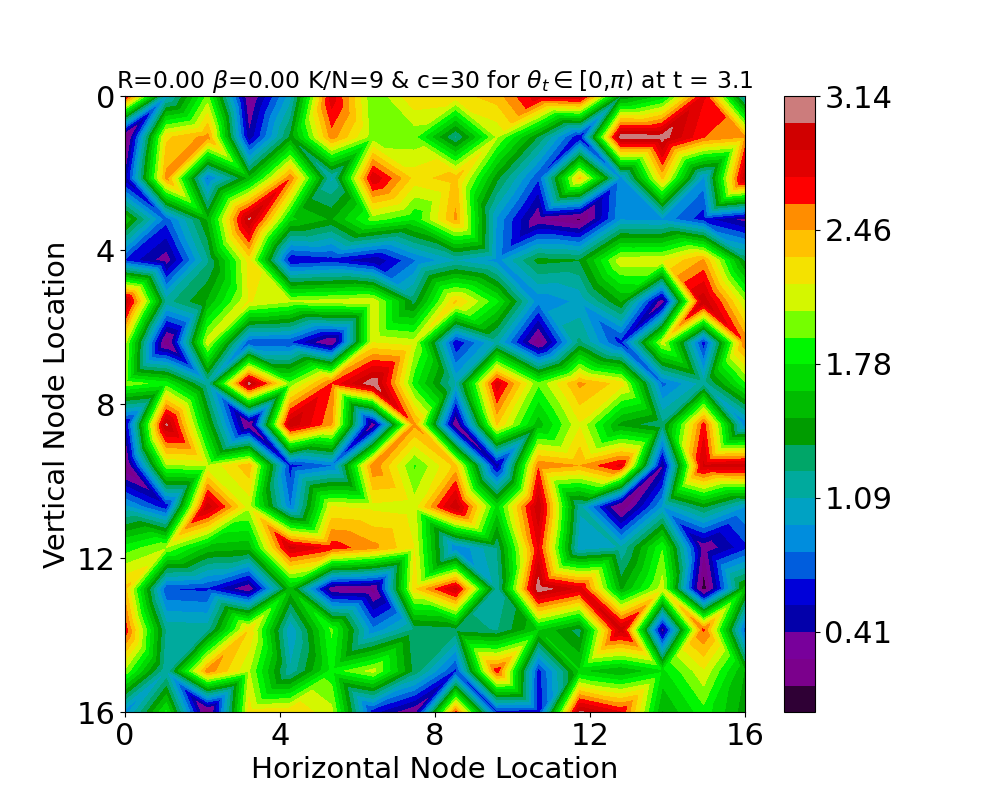 R=0.00 β=0.00 K/N=9 & c=30 for θₜ∈[0,π) at t = 3.1
0
4
8
12
16
Vertical Node Location
0 4 8 12 16
Horizontal Node Location
3.14
2.46
1.78
1.09
0.41